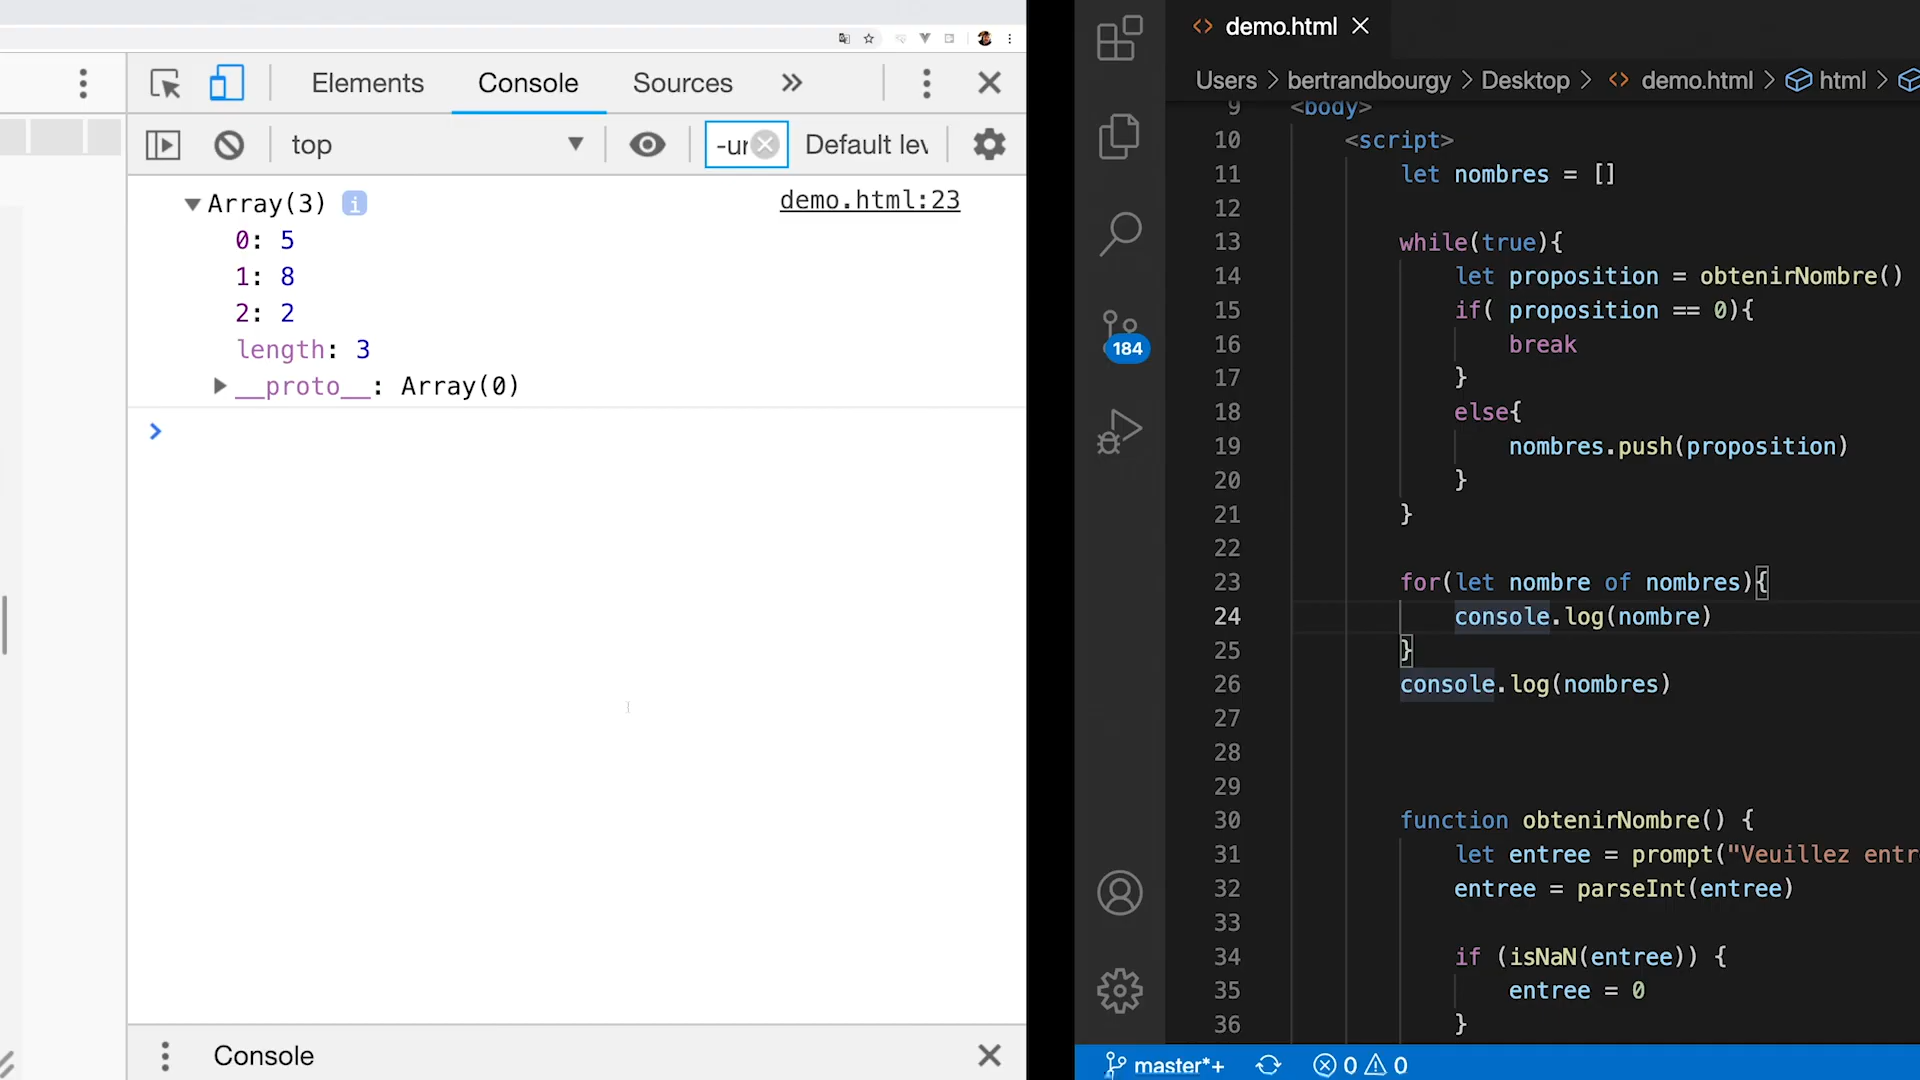 Elements Console Sources »
top -ur Default lev
Array(3) i demo.html:23
0: 5
1: 8
2: 2
length: 3
__proto__: Array(0)
>
Console
demo.html
Users > bertrandbourgy > Desktop > demo.html > html >
184
9 <body>
10 <script>
11 let nombres = []
12
13 while(true){
14 let proposition = obtenirNombre()
15 if( proposition == 0){
16 break
17 }
18 else{
19 nombres.push(proposition)
20 }
21 }
22
23 for(let nombre of nombres){
24 console.log(nombre)
25 }
26 console.log(nombres)
27
28
29
30 function obtenirNombre() {
31 let entree = prompt("Veuillez entr
32 entree = parseInt(entree)
33
34 if (isNaN(entree)) {
35 entree = 0
36 }
master*+ 0 0